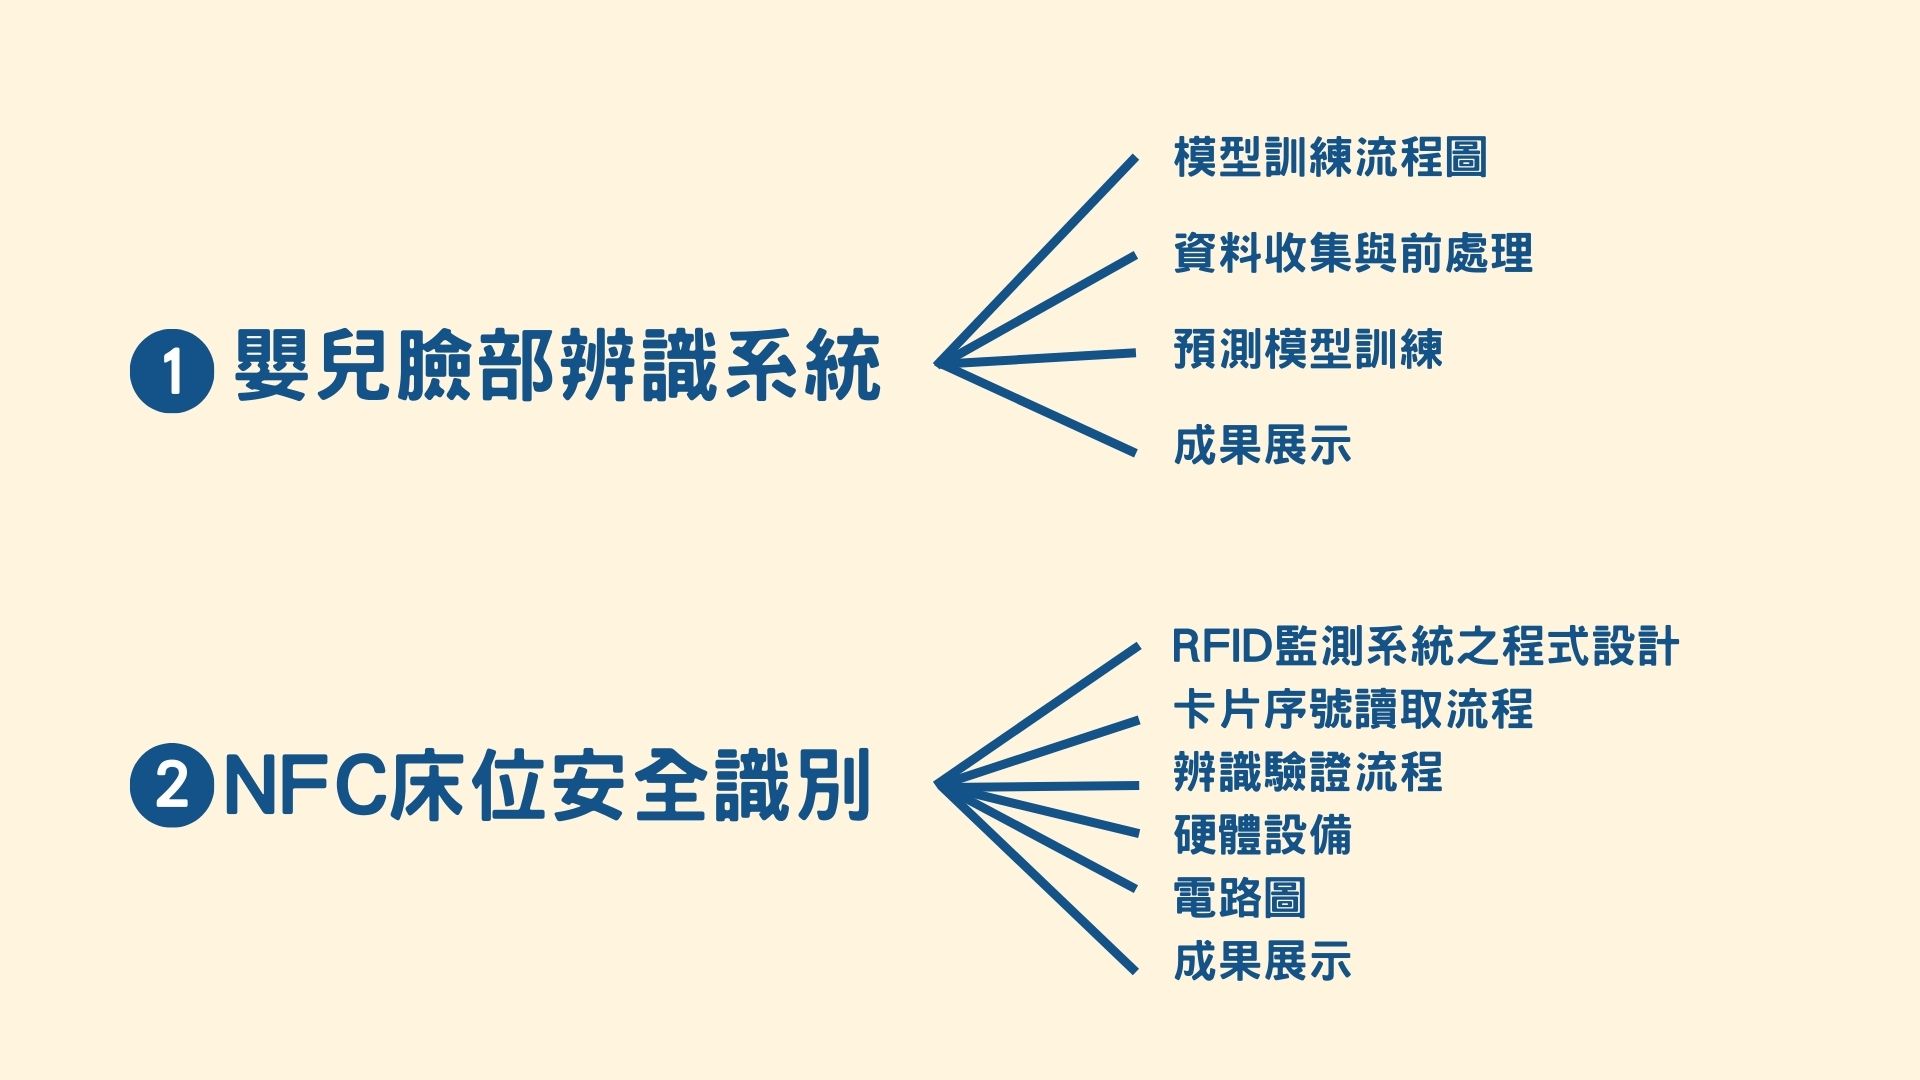 1 嬰兒臉部辨識系統
模型訓練流程圖
資料收集與前處理
預測模型訓練
成果展示
2 NFC床位安全識別
RFID監測系統之程式設計
卡片序號讀取流程
辨識驗證流程
硬體設備
電路圖
成果展示